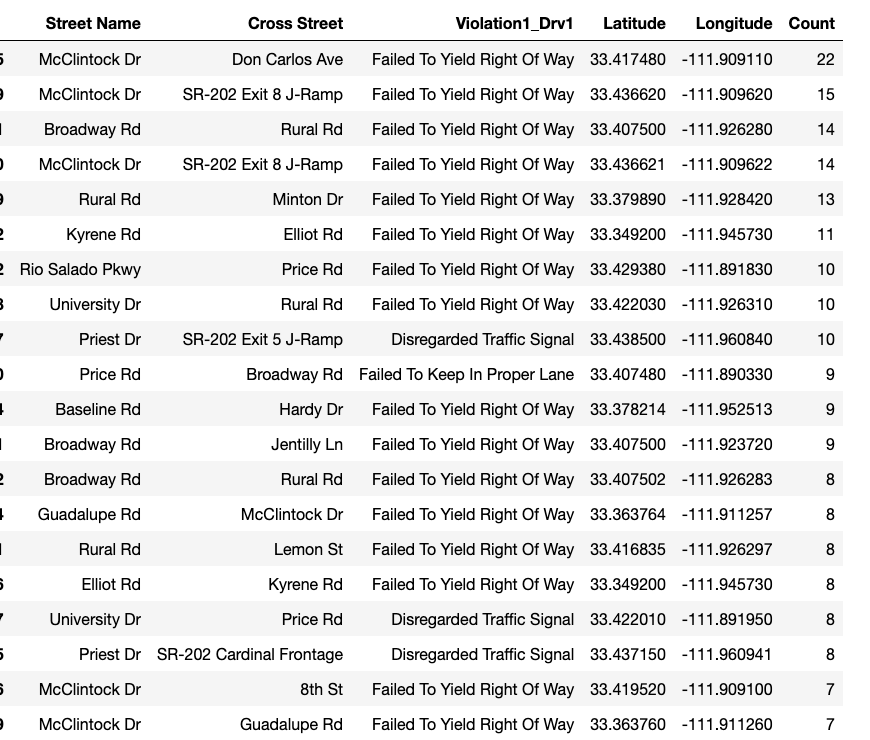 Street Name Cross Street Violation1_Drv1 Latitude Longitude Count
5 McClintock Dr Don Carlos Ave Failed To Yield Right Of Way 33.417480 -111.909110 22
9 McClintock Dr SR-202 Exit 8 J-Ramp Failed To Yield Right Of Way 33.436620 -111.909620 15
Broadway Rd Rural Rd Failed To Yield Right Of Way 33.407500 -111.926280 14
0 McClintock Dr SR-202 Exit 8 J-Ramp Failed To Yield Right Of Way 33.436621 -111.909622 14
9 Rural Rd Minton Dr Failed To Yield Right Of Way 33.379890 -111.928420 13
2 Kyrene Rd Elliot Rd Failed To Yield Right Of Way 33.349200 -111.945730 11
2 Rio Salado Pkwy Price Rd Failed To Yield Right Of Way 33.429380 -111.891830 10
8 University Dr Rural Rd Failed To Yield Right Of Way 33.422030 -111.926310 10
7 Priest Dr SR-202 Exit 5 J-Ramp Disregarded Traffic Signal 33.438500 -111.960840 10
0 Price Rd Broadway Rd Failed To Keep In Proper Lane 33.407480 -111.890330 9
4 Baseline Rd Hardy Dr Failed To Yield Right Of Way 33.378214 -111.952513 9
Broadway Rd Jentilly Ln Failed To Yield Right Of Way 33.407500 -111.923720 9
2 Broadway Rd Rural Rd Failed To Yield Right Of Way 33.407502 -111.926283 8
4 Guadalupe Rd McClintock Dr Failed To Yield Right Of Way 33.363764 -111.911257 8
Rural Rd Lemon St Failed To Yield Right Of Way 33.416835 -111.926297 8
6 Elliot Rd Kyrene Rd Failed To Yield Right Of Way 33.349200 -111.945730 8
7 University Dr Price Rd Disregarded Traffic Signal 33.422010 -111.891950 8
5 Priest Dr SR-202 Cardinal Frontage Disregarded Traffic Signal 33.437150 -111.960941 8
6 McClintock Dr 8th St Failed To Yield Right Of Way 33.419520 -111.909100 7
9 McClintock Dr Guadalupe Rd Failed To Yield Right Of Way 33.363760 -111.911260 7